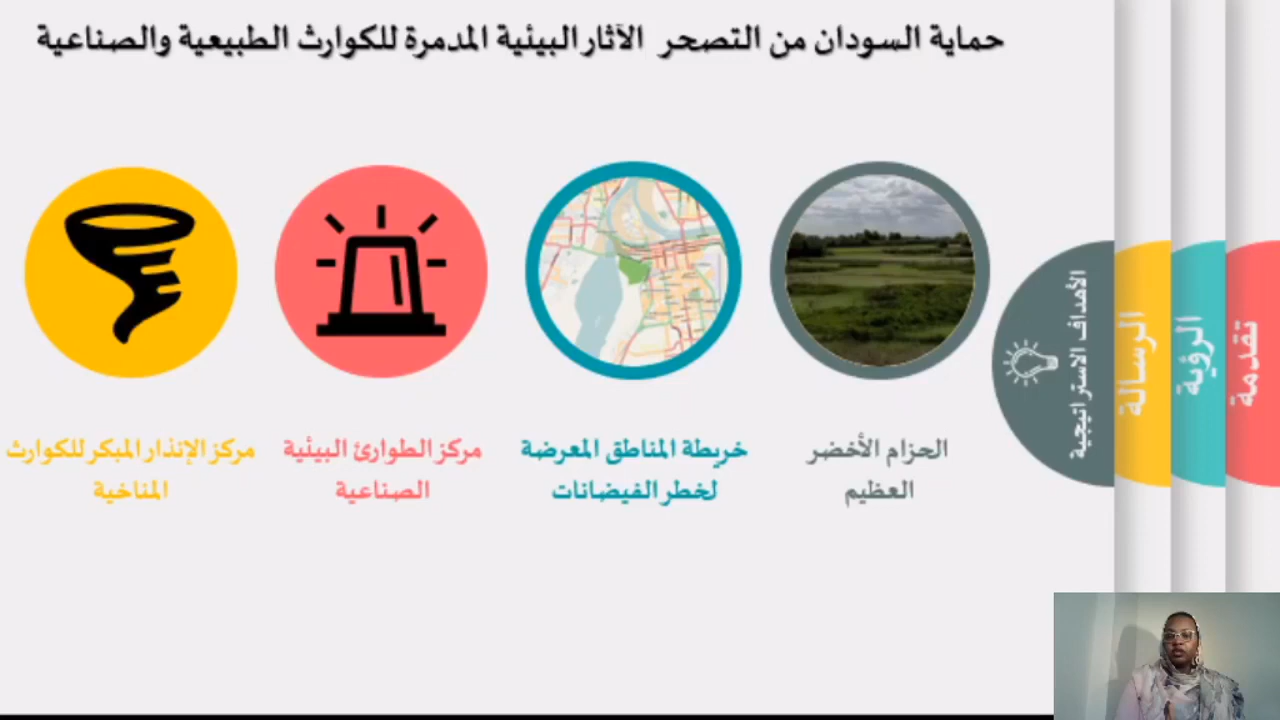 حماية السودان من التصحر الآثار البيئية المدمرة للكوارث الطبيعية والصناعية
تقدمة
الرؤية
الرسالة
الأهداف الاستراتيجية
الحزام الأخضر
العظيم
خريطة المناطق المعرضة
لخطر الفيضانات
مركز الطوارئ البيئية
الصناعية
مركز الإنذار المبكر للكوارث
المناخية